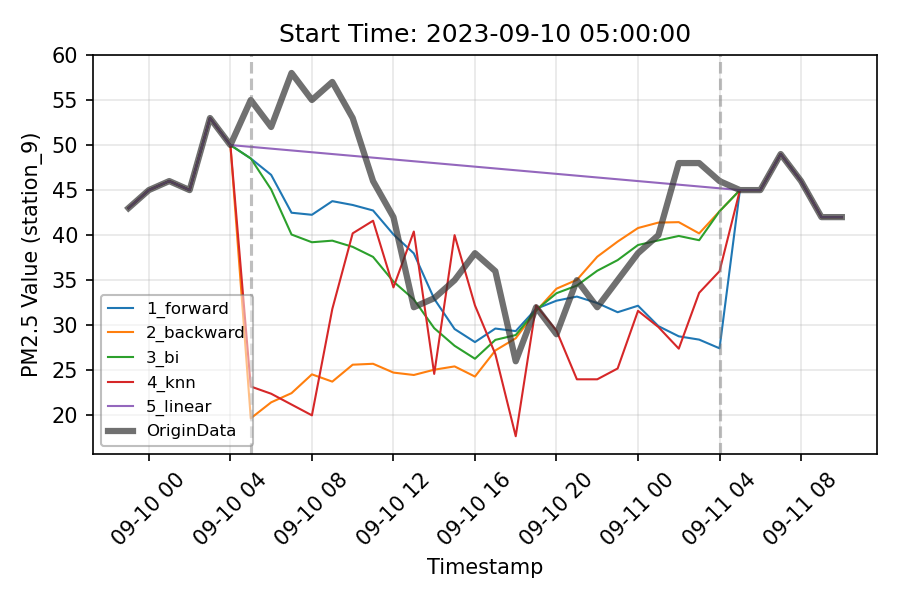 Start Time: 2023-09-10 05:00:00
PM2.5 Value (station_9)
60
55
50
45
40
35
30
25
20
1_forward
2_backward
3_bi
4_knn
5_linear
OriginData
09-10 00
09-10 04
09-10 08
09-10 12
09-10 16
09-10 20
09-11 00
09-11 04
09-11 08
Timestamp